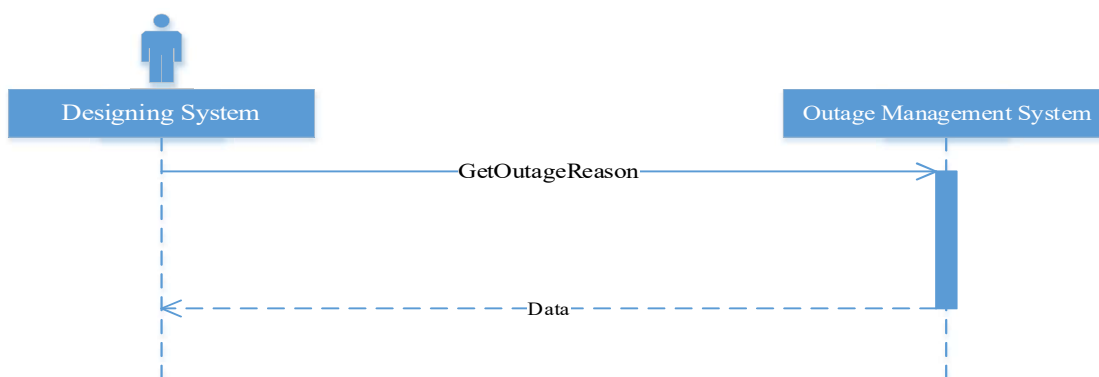 Designing System
Outage Management System
GetOutageReason
Data